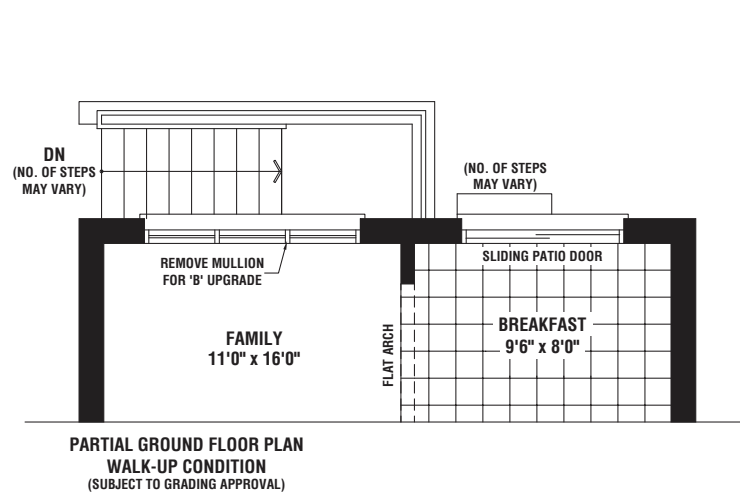 DN
(NO. OF STEPS
MAY VARY)
(NO. OF STEPS
MAY VARY)
REMOVE MULLION
FOR 'B' UPGRADE
SLIDING PATIO DOOR
FAMILY
11'0" x 16'0"
FLAT ARCH
BREAKFAST
9'6" x 8'0"
PARTIAL GROUND FLOOR PLAN
WALK-UP CONDITION
(SUBJECT TO GRADING APPROVAL)